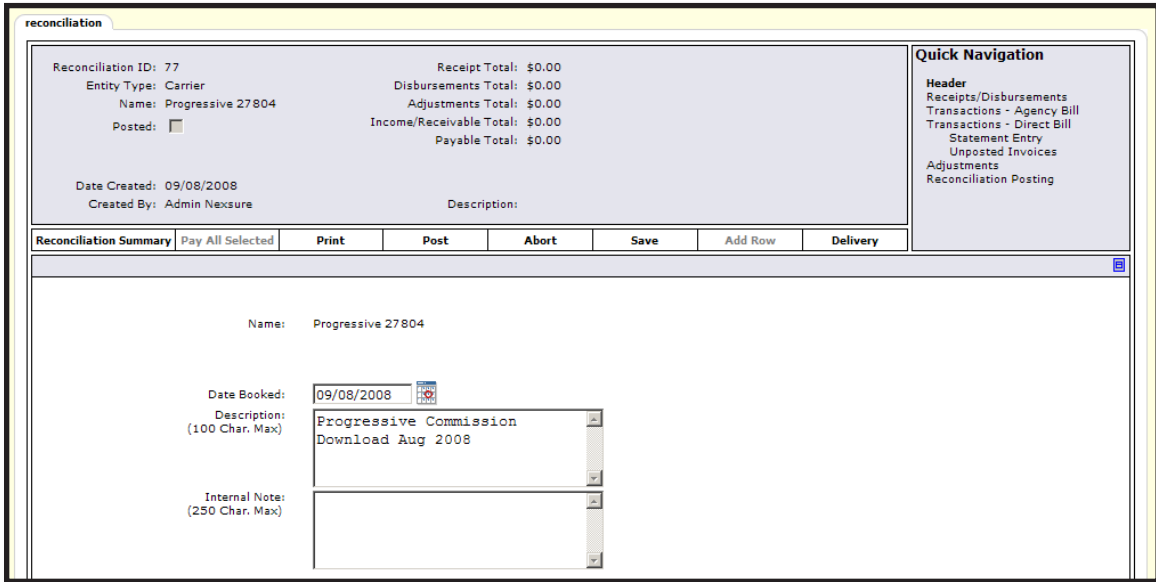 reconciliation
Reconciliation ID: 77
Entity Type: Carrier
Name: Progressive 27804
Posted:
Date Created: 09/08/2008
Created By: Admin Nexsure
Receipt Total: $0.00
Disbursements Total: $0.00
Adjustments Total: $0.00
Income/Receivable Total: $0.00
Payable Total: $0.00
Description:
Quick Navigation
Header
Receipts/Disbursements
Transactions - Agency Bill
Transactions - Direct Bill
Statement Entry
Unposted Invoices
Adjustments
Reconciliation Posting
Reconciliation Summary Pay All Selected Print Post Abort Save Add Row Delivery
Name: Progressive 27804
Date Booked: 09/08/2008
Description:
(100 Char. Max)
Progressive Commission
Download Aug 2008
Internal Note:
(250 Char. Max)